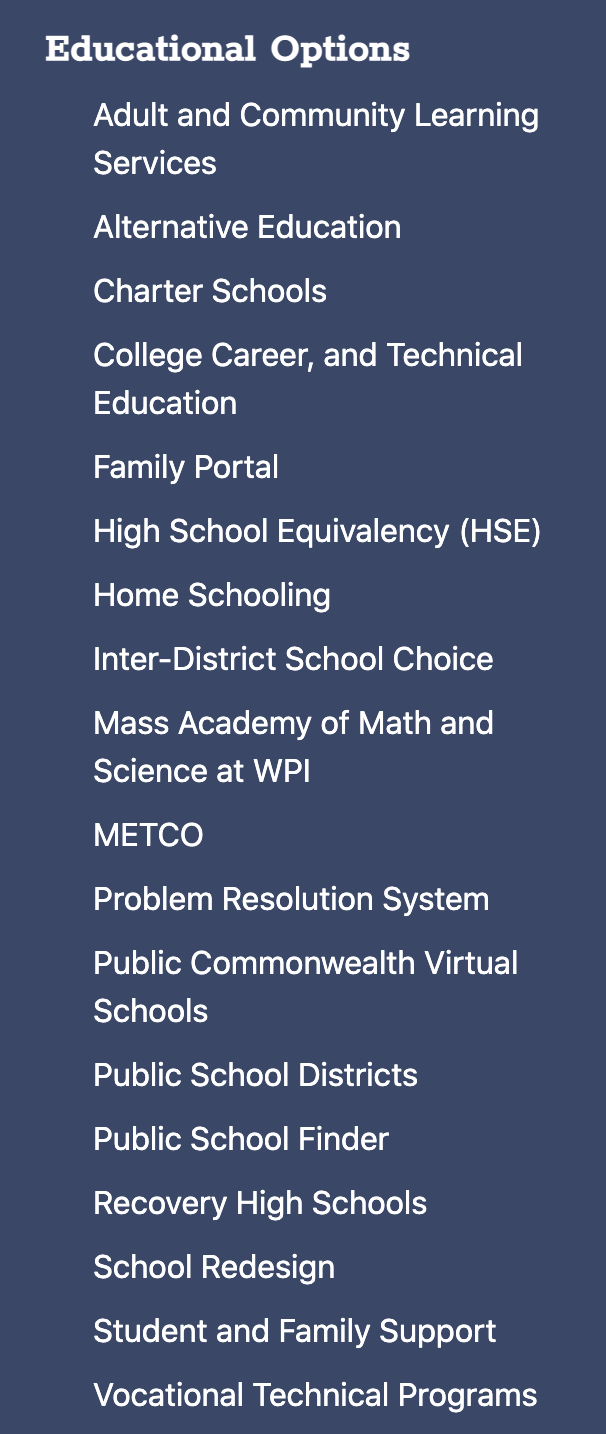 Educational Options
Adult and Community Learning
Services
Alternative Education
Charter Schools
College Career, and Technical
Education
Family Portal
High School Equivalency (HSE)
Home Schooling
Inter-District School Choice
Mass Academy of Math and
Science at WPI
METCO
Problem Resolution System
Public Commonwealth Virtual
Schools
Public School Districts
Public School Finder
Recovery High Schools
School Redesign
Student and Family Support
Vocational Technical Programs